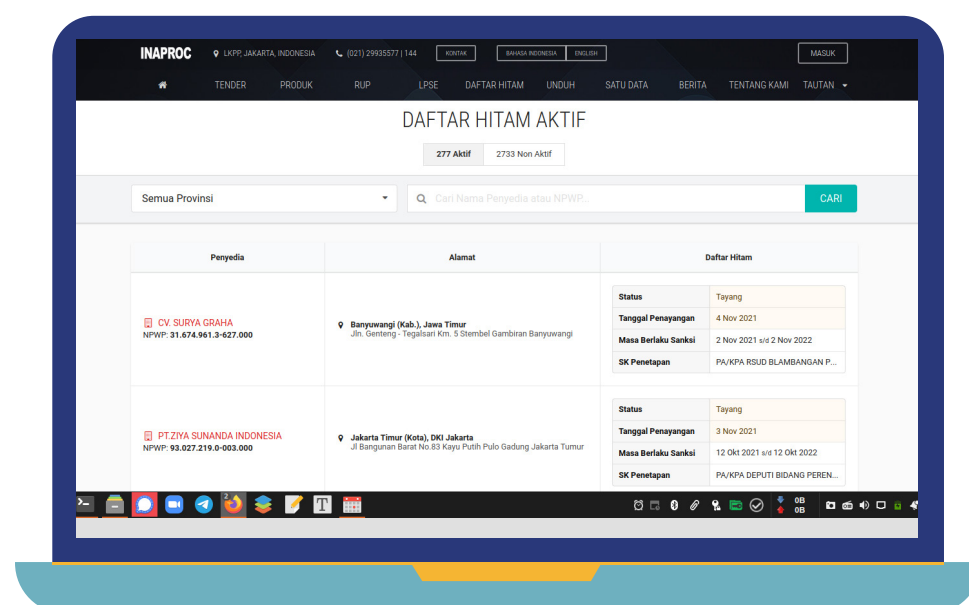 INAPROC LKPP, JAKARTA, INDONESIA (021) 29935577 | 144 KONTAK BAHASA INDONESIA ENGLISH MASUK
TENDER PRODUK RUP LPSE DAFTAR HITAM UNDUH SATU DATA BERITA TENTANG KAMI TAUTAN
DAFTAR HITAM AKTIF
277 Aktif 2733 Non Aktif
Semua Provinsi Cari Nama Penyedia atau NPWP... CARI
Penyedia Alamat Daftar Hitam
CV. SURYA GRAHA
NPWP: 31.674.961.3-627.000
Banyuwangi (Kab.), Jawa Timur
Jln. Genteng - Tegalsari Km. 5 Stembel Gambiran Banyuwangi
Status Tayang
Tanggal Penayangan 4 Nov 2021
Masa Berlaku Sanksi 2 Nov 2021 s/d 2 Nov 2022
SK Penetapan PA/KPA RSUD BLAMBANGAN P...
PT.ZIYA SUNANDA INDONESIA
NPWP: 93.027.219.0-003.000
Jakarta Timur (Kota), DKI Jakarta
Jl Bangunan Barat No.83 Kayu Putih Pulo Gadung Jakarta Tumur
Status Tayang
Tanggal Penayangan 3 Nov 2021
Masa Berlaku Sanksi 12 Okt 2021 s/d 12 Okt 2022
SK Penetapan PA/KPA DEPUTI BIDANG PEREN...
2 T 0B
0B